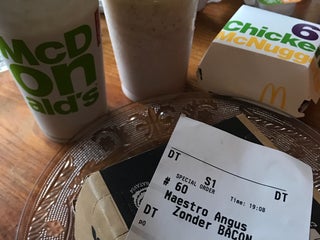 McD
on
ald's
6
Chicke
McNugg
S1
DT
DT
SPECIAL ORDER
# 60
Time: 19:08
Maestro Angus
DT
Zonder BACON